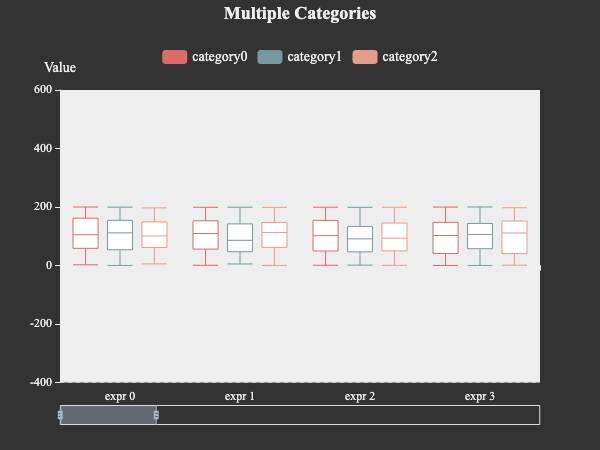 Multiple Categories
category0 category1 category2
Value
600
400
200
0
-200
-400
expr 0 expr 1 expr 2 expr 3